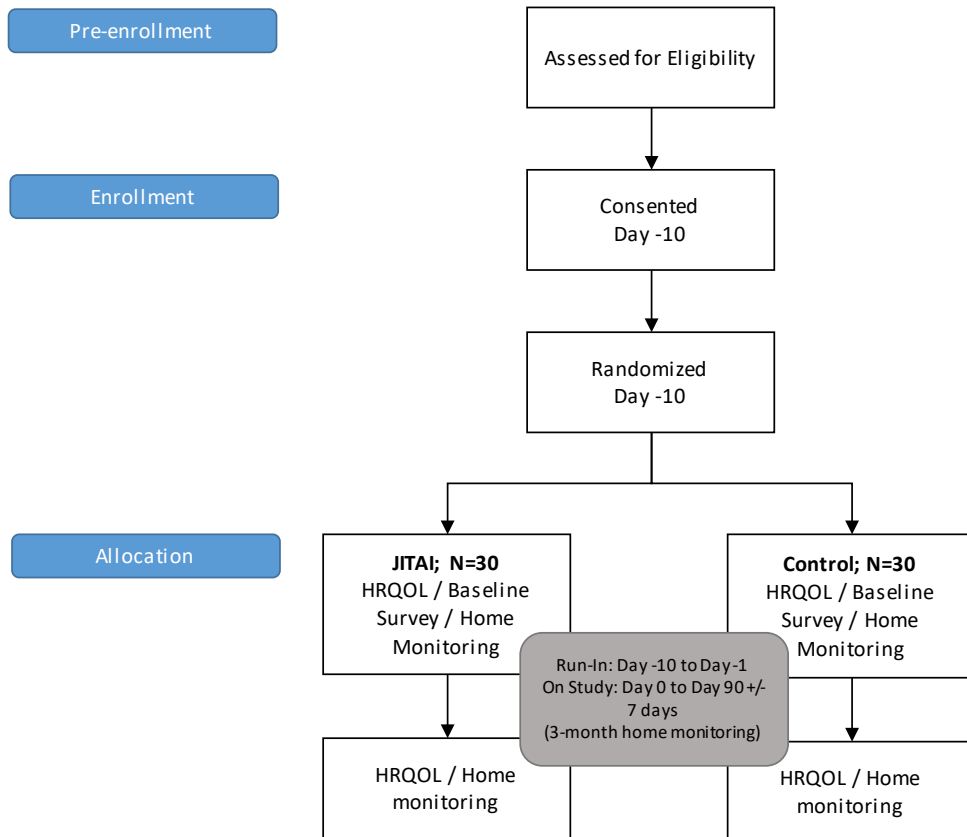 Pre-enrollment
Assessed for Eligibility
Enrollment
Consented
Day -10
Randomized
Day -10
Allocation
JITAI; N=30
HRQOL / Baseline
Survey / Home
Monitoring
Control; N=30
HRQOL / Baseline
Survey / Home
Monitoring
Run-In: Day -10 to Day -1
On Study: Day 0 to Day 90 +/-
7 days
(3-month home monitoring)
HRQOL / Home
monitoring
HRQOL / Home
monitoring